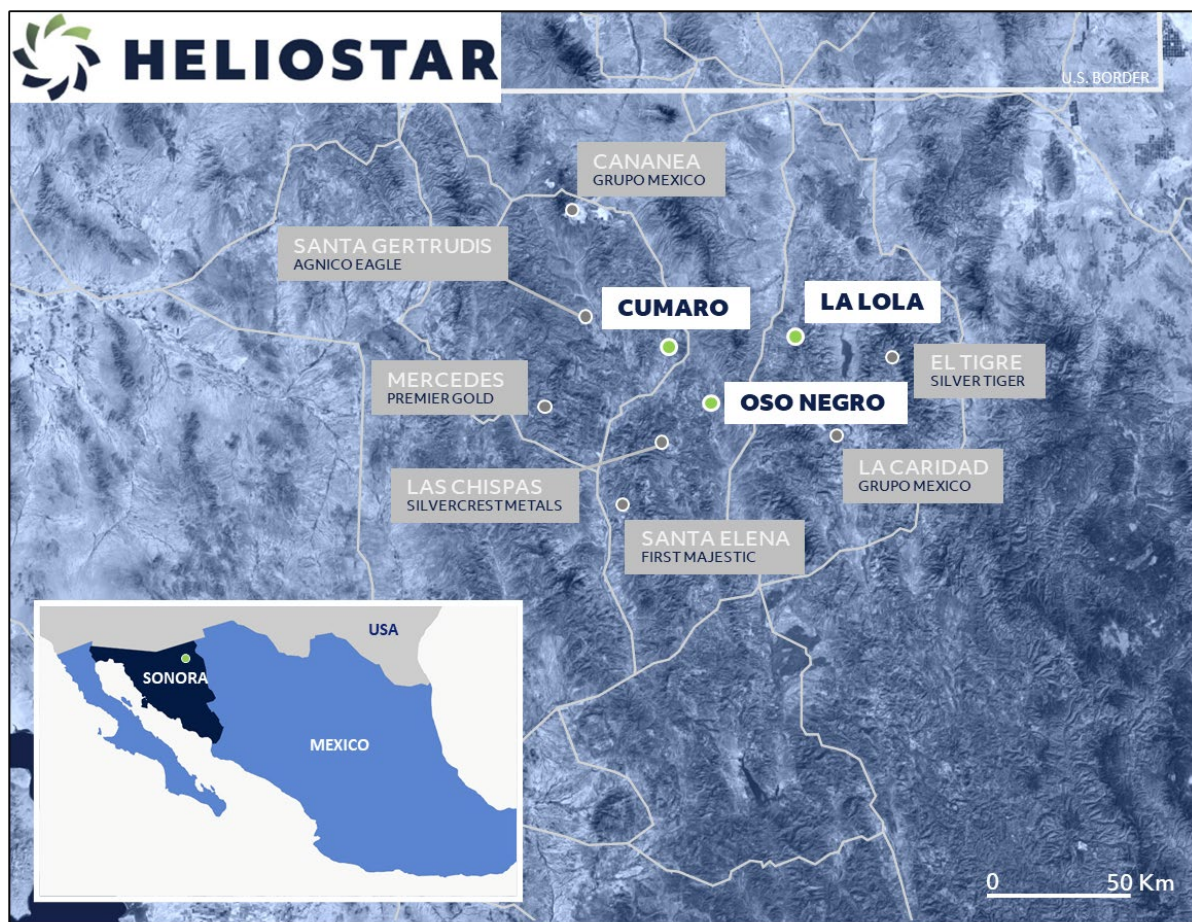 HELIOSTAR
U.S. BORDER
CANANEA
GRUPO MEXICO
SANTA GERTRUDIS
AGNICO EAGLE
CUMARO
LA LOLA
EL TIGRE
SILVER TIGER
MERCEDES
PREMIER GOLD
OSO NEGRO
LAS CHISPAS
SILVERCREST METALS
LA CARIDAD
GRUPO MEXICO
SANTA ELENA
FIRST MAJESTIC
USA
SONORA
MEXICO
0 50 Km